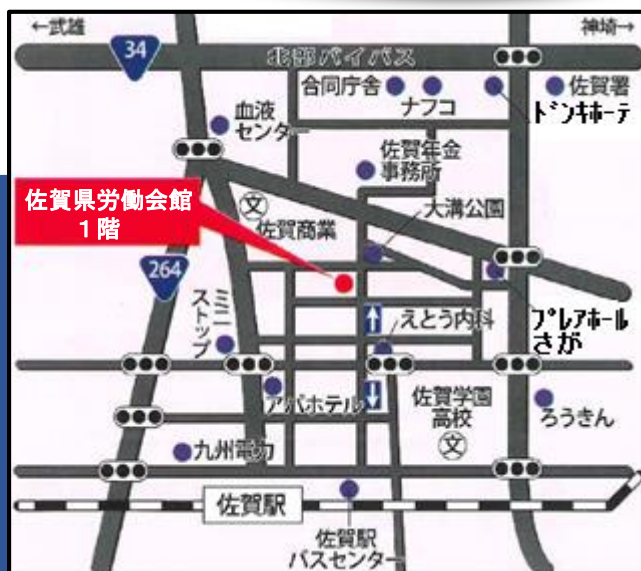 ←武雄
神埼→
34
北部バイパス
合同庁舎
ナフコ
佐賀署
ドンキホーテ
血液
センター
佐賀年金
事務所
佐賀県労働会館
1階
文
佐賀商業
大溝公園
264
ミニ
ストップ
えとう内科
プレアホール
さが
アパホテル
佐賀学園
高校
文
ろうきん
九州電力
佐賀駅
佐賀駅
バスセンター